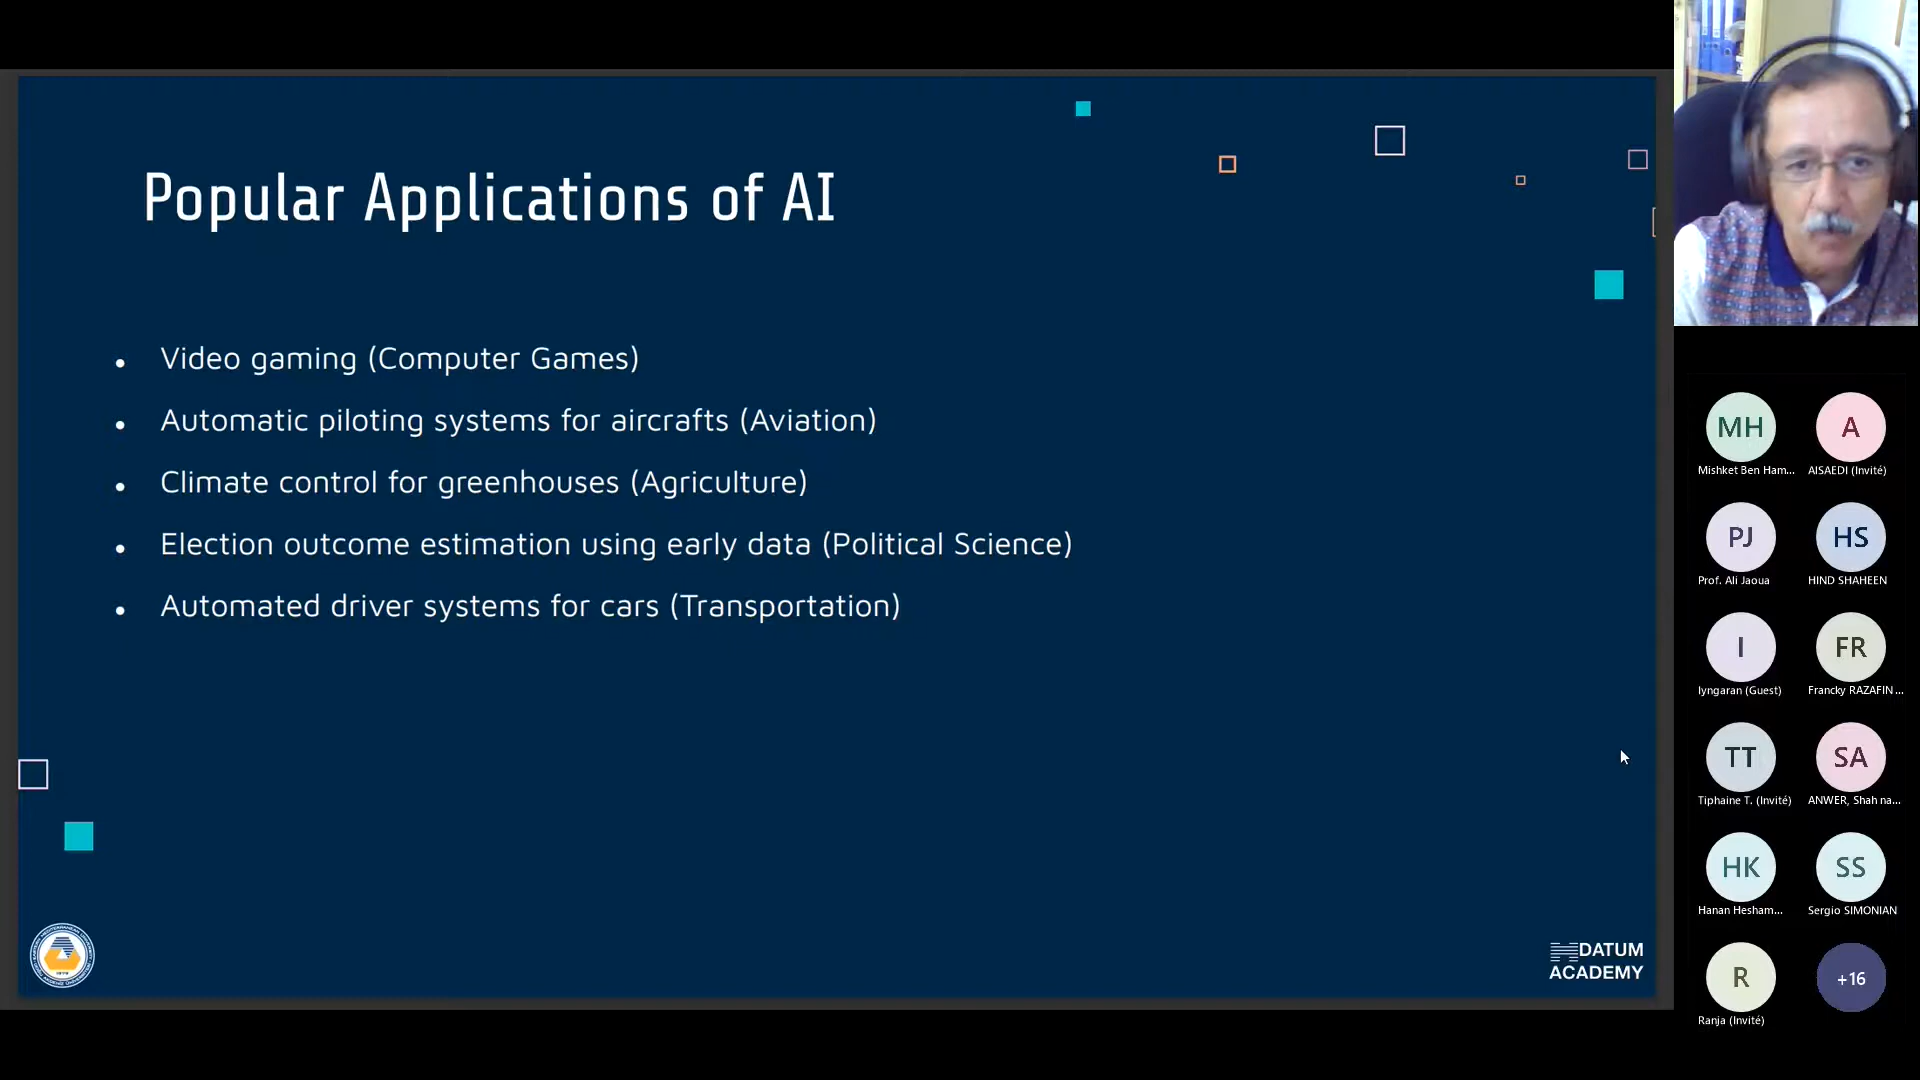 Popular Applications of AI
Video gaming (Computer Games)
Automatic piloting systems for aircrafts (Aviation)
Climate control for greenhouses (Agriculture)
Election outcome estimation using early data (Political Science)
Automated driver systems for cars (Transportation)
DATUM
ACADEMY
MH
A
Mishket Ben Ham...
AISAEDI (Invité)
PJ
HS
Prof. Ali Jaoua
HIND SHAHEEN
I
FR
Iyngaran (Guest)
Francky RAZAFIN...
TT
SA
Tiphaine T. (Invité)
ANWER, Shah na...
HK
SS
Hanan Hesham...
Sergio SIMONIAN
R
+16
Ranja (Invité)